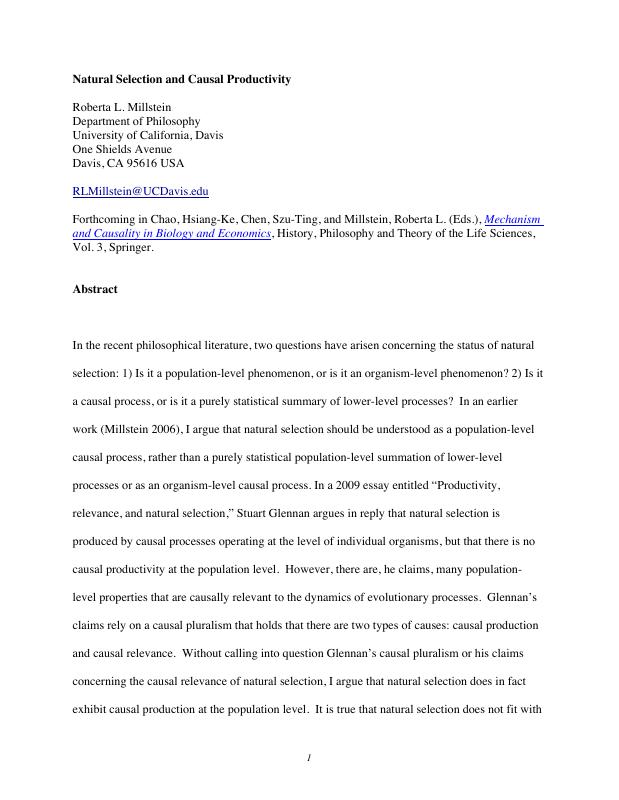 Natural Selection and Causal Productivity
Roberta L. Millstein
Department of Philosophy
University of California, Davis
One Shields Avenue
Davis, CA 95616 USA
RLMillstein@UCDavis.edu
Forthcoming in Chao, Hsiang-Ke, Chen, Szu-Ting, and Millstein, Roberta L. (Eds.), Mechanism
and Causality in Biology and Economics, History, Philosophy and Theory of the Life Sciences,
Vol. 3, Springer.
Abstract
In the recent philosophical literature, two questions have arisen concerning the status of natural
selection: 1) Is it a population-level phenomenon, or is it an organism-level phenomenon? 2) Is it
a causal process, or is it a purely statistical summary of lower-level processes?  In an earlier
work (Millstein 2006), I argue that natural selection should be understood as a population-level
causal process, rather than a purely statistical population-level summation of lower-level
processes or as an organism-level causal process. In a 2009 essay entitled “Productivity,
relevance, and natural selection,” Stuart Glennan argues in reply that natural selection is
produced by causal processes operating at the level of individual organisms, but that there is no
causal productivity at the population level.  However, there are, he claims, many population-
level properties that are causally relevant to the dynamics of evolutionary processes.  Glennan’s
claims rely on a causal pluralism that holds that there are two types of causes: causal production
and causal relevance.  Without calling into question Glennan’s causal pluralism or his claims
concerning the causal relevance of natural selection, I argue that natural selection does in fact
exhibit causal production at the population level.  It is true that natural selection does not fit with
1